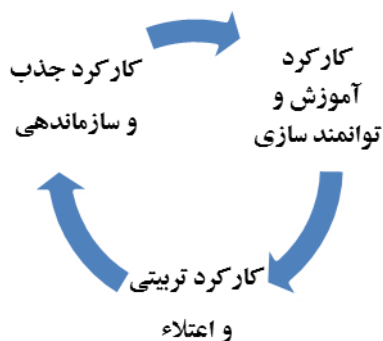 کارکرد
آموزش و
توانمند سازی
کارکرد تربیتی
و اعتلاء
کارکرد جذب
و سازماندهی